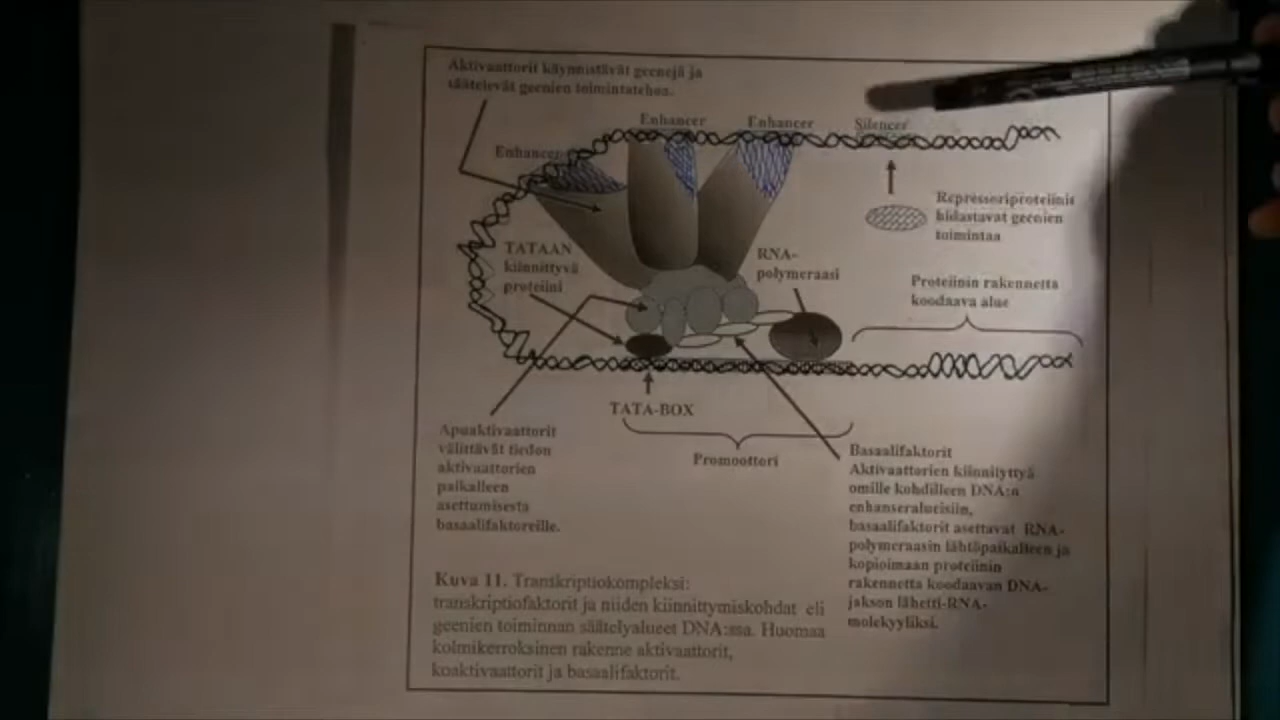 Aktivaattorit käynnistävät geenejä ja
säätelevät geenien toimintatehoa.
Enhancer
Enhancer
Silencer
Enhancer
Repressoriproteiinit
hidastavat geenien
toimintaa
TATAAN
kiinnittyvä
proteiini
RNA-
polymeraasi
Proteiinin rakennetta
koodaava alue
TATA-BOX
Promoottori
Apuaktivaattorit
välittävät tiedon
aktivaattorien
paikalleen
asettumisesta
basaalifaktoreille.
Basaalifaktorit
Aktivaattorien kiinnityttyä
omille kohdilleen DNA:n
enhanseralueisiin,
basaalifaktorit asettavat RNA-
polymeraasin lähtöpaikalleen ja
kopioimaan proteiinin
rakennetta koodaavan DNA-
jakson lähetti-RNA-
molekyyliksi.
Kuva 11. Transkriptiokompleksi:
transkriptiofaktorit ja niiden kiinnittymiskohdat eli
geenien toiminnan säätelyalueet DNA:ssa. Huomaa
kolmikerroksinen rakenne aktivaattorit,
koaktivaattorit ja basaalifaktorit.